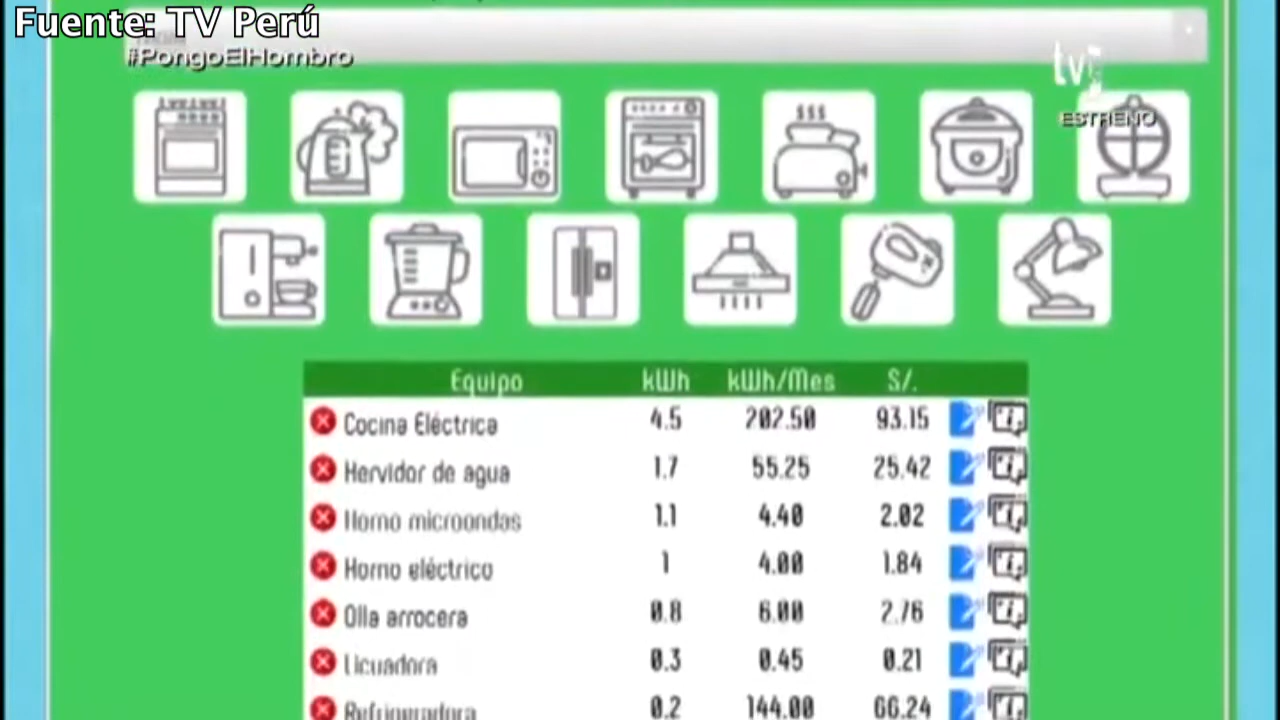 Fuente: TV Perú
#PongoElHombro
tv
ESTRENO
Equipo kWh kWh/Mes S/.
Cocina Eléctrica 4.5 202.50 93.15
Hervidor de agua 1.7 55.25 25.42
Horno microondas 1.1 4.40 2.02
Horno eléctrico 1 4.00 1.84
Olla arrocera 0.8 6.00 2.76
Licuadora 0.3 0.45 0.21
Refrigeradora 0.2 144.00 66.24